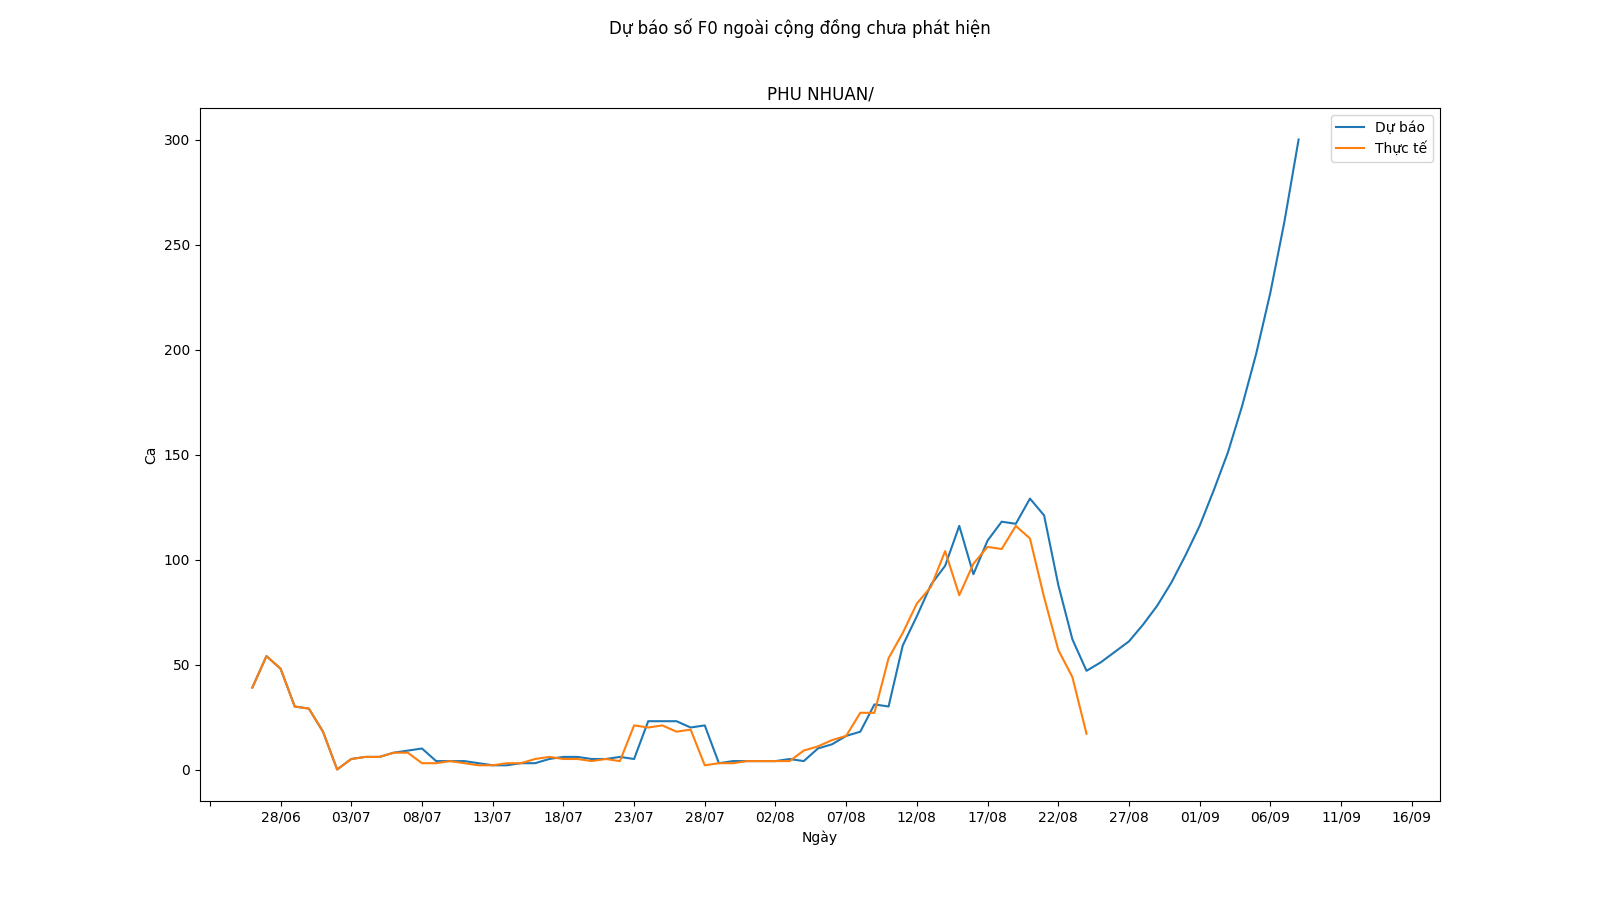 Dự báo số F0 ngoài cộng đồng chưa phát hiện
PHU NHUAN/
Dự báo
Thực tế
300
250
200
150
100
50
0
Ca
28/06 03/07 08/07 13/07 18/07 23/07 28/07 02/08 07/08 12/08 17/08 22/08 27/08 01/09 06/09 11/09 16/09
Ngày